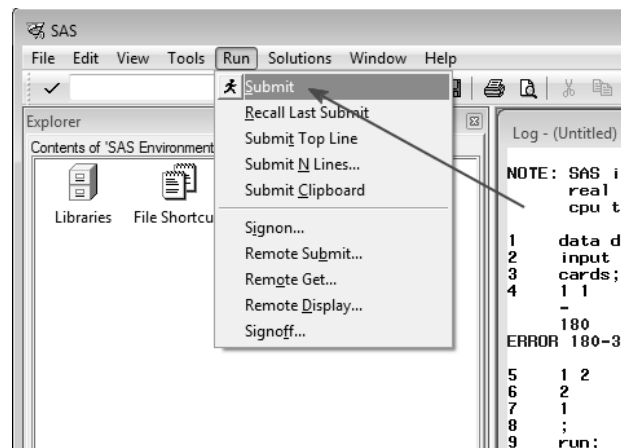 SAS
File Edit View Tools Run Solutions Window Help
Submit
Recall Last Submit
Submit Top Line
Submit N Lines...
Submit Clipboard
Signon...
Remote Submit...
Remote Get...
Remote Display...
Signoff...
Explorer
Contents of 'SAS Environment
Libraries File Shortcu
Log - (Untitled)
NOTE: SAS i
real
cpu t
1 data d
2 input
3 cards;
4 1 1
-
180
ERROR 180-3
5 1 2
6 2
7 1
8 ;
9 run;